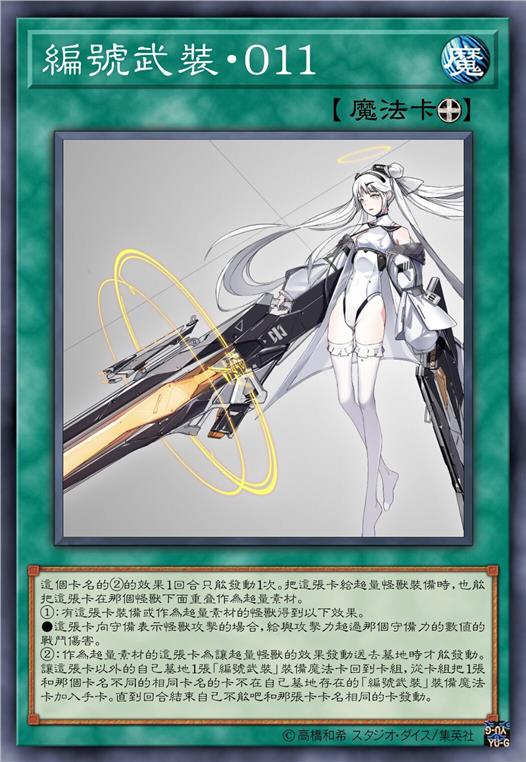 編號武裝・011
魔
【魔法卡】
這個卡名的②的效果1回合只能發動1次。把這張卡給超量怪獸裝備時,也能
把這張卡在那個怪獸下面重疊作為超量素材。
①:有這張卡裝備或作為超量素材的怪獸得到以下效果。
●這張卡向守備表示怪獸攻擊的場合,給與攻擊力超過那個守備力的數值的
戰鬥傷害。
②:作為超量素材的這張卡為讓超量怪獸的效果發動送去墓地時才能發動。
讓這張卡以外的自己墓地1張「編號武裝」裝備魔法卡回到卡組,從卡組把1張
和那個卡名不同的相同卡名的卡不在自己墓地存在的「編號武裝」裝備魔法
卡加入手卡。直到回合結束自己不能吧和那張卡卡名相同的卡發動。
©高橋和希 スタジオ・ダイス/集英社
YU-G
YU-G